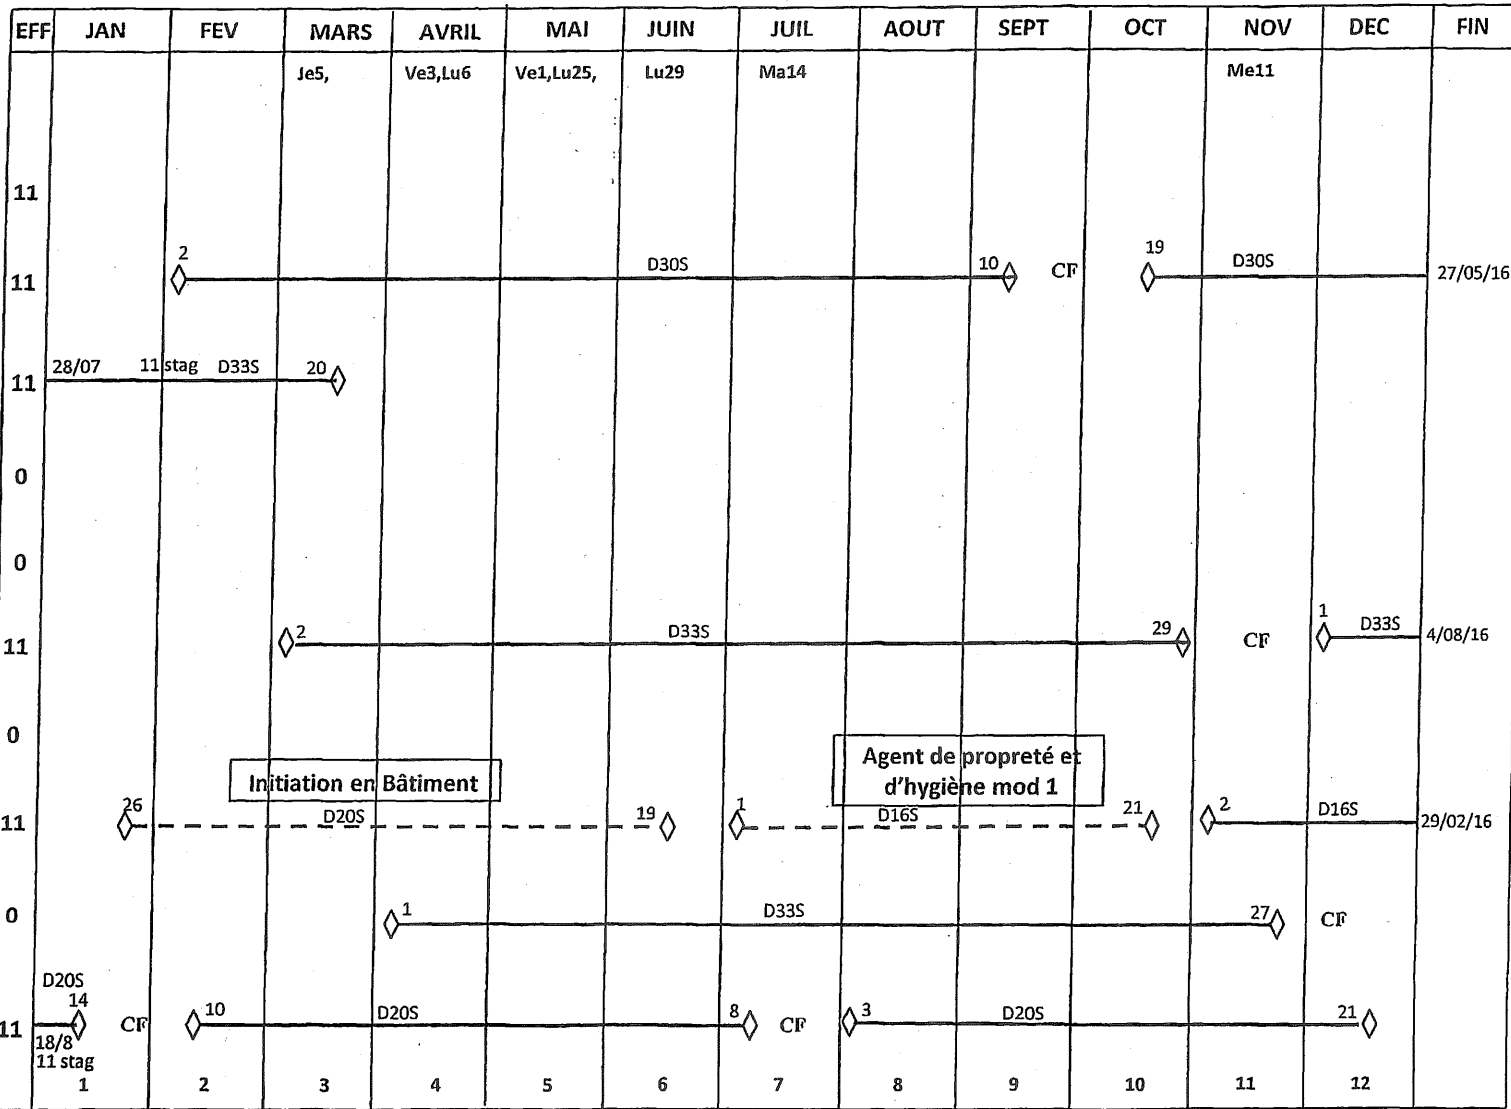 EFF JAN FEV MARS AVRIL MAI JUIN JUIL AOUT SEPT OCT NOV DEC FIN
Je5, Ve3,Lu6 Ve1,Lu25, Lu29 Ma14 Me11
11
11 2 D30S 10 CF 19 D30S 27/05/16
11 28/07 11 stag D33S 20
0
0
11 2 D33S 29 CF 1 D33S 4/08/16
0
Initiation en Bâtiment
Agent de propreté et
d'hygiène mod 1
11 26 D20S 19 1 D16S 21 2 D16S 29/02/16
0 1 D33S 27 CF
D20S
11 14 CF 10 D20S 8 CF 3 D20S 21
18/8
11 stag
1 2 3 4 5 6 7 8 9 10 11 12